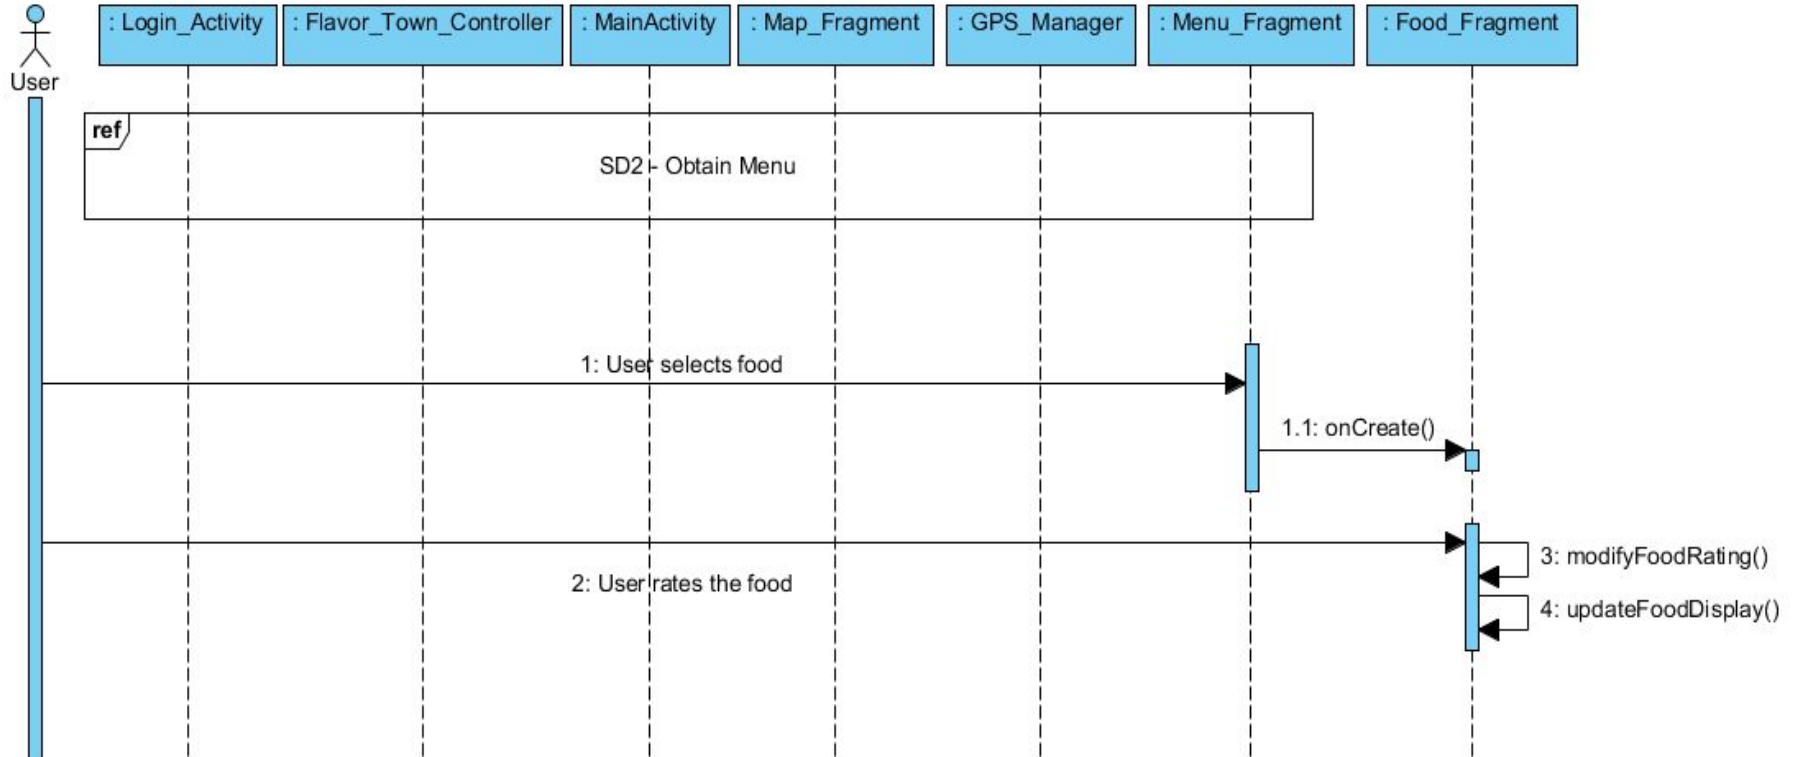 User
: Login_Activity
: Flavor_Town_Controller
: MainActivity
: Map_Fragment
: GPS_Manager
: Menu_Fragment
: Food_Fragment
ref
SD2 - Obtain Menu
1: User selects food
1.1: onCreate()
2: User rates the food
3: modifyFoodRating()
4: updateFoodDisplay()